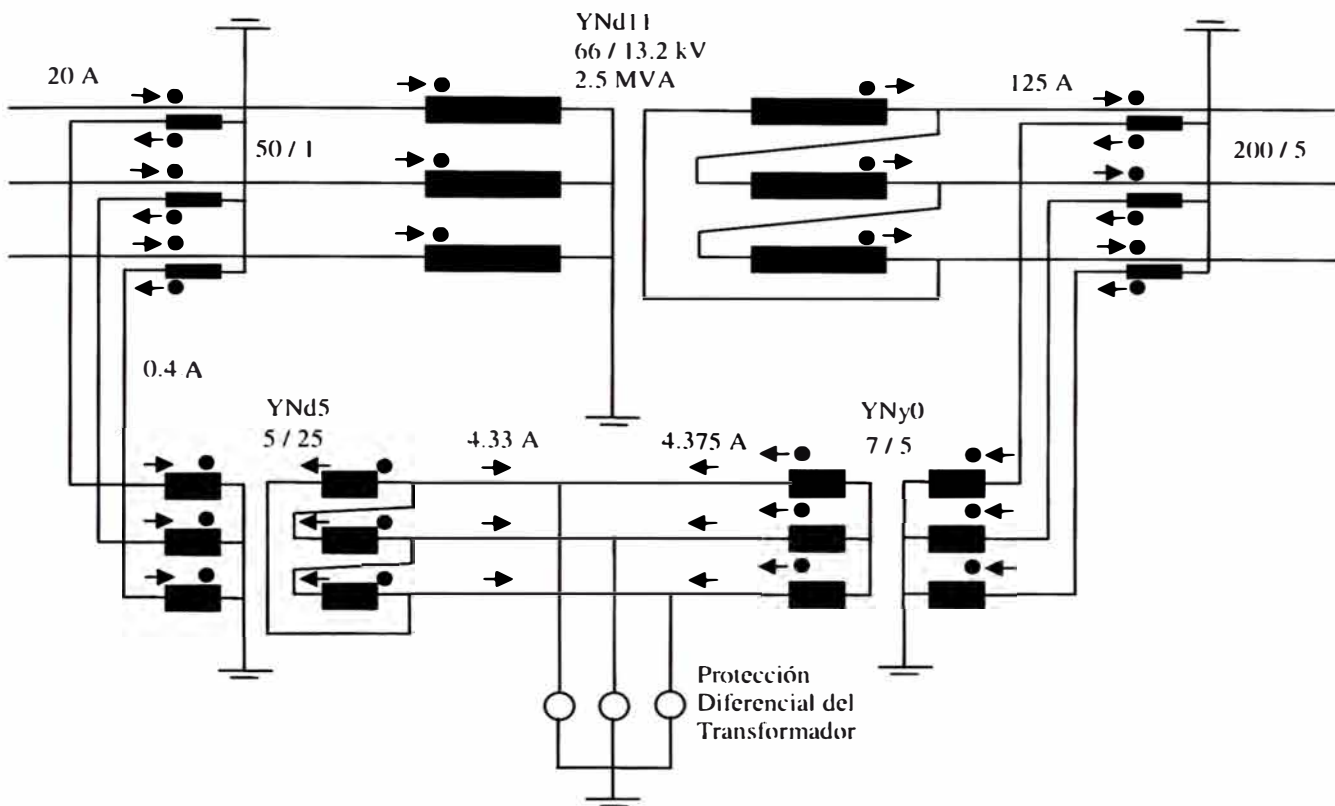 YNd11
66 / 13.2 kV
2.5 MVA
20 A
125 A
50 / 1
200 / 5
0.4 A
YNd5
5 / 25
4.33 A
4.375 A
YNy0
7 / 5
Protección
Diferencial del
Transformador